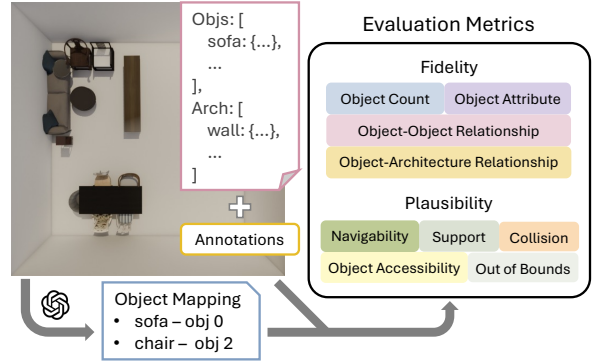 Objs: [
sofa: {...},
...
],
Arch: [
wall: {...},
...
]
Annotations
Object Mapping
• sofa – obj 0
• chair – obj 2
Evaluation Metrics
Fidelity
Object Count
Object Attribute
Object-Object Relationship
Object-Architecture Relationship
Plausibility
Navigability
Support
Collision
Object Accessibility
Out of Bounds